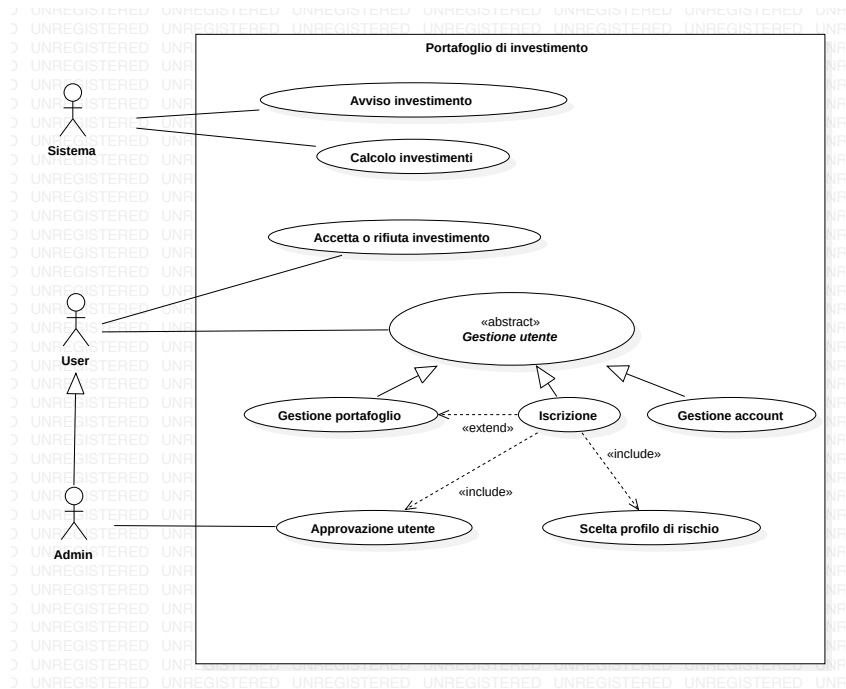 Portafoglio di investimento
Avviso investimento
Sistema
Calcolo investimenti
Accetta o rifiuta investimento
«abstract»
Gestione utente
User
Gestione portafoglio
Iscrizione
Gestione account
«extend»
«include»
«include»
Approvazione utente
Scelta profilo di rischio
Admin
UNREGISTERED